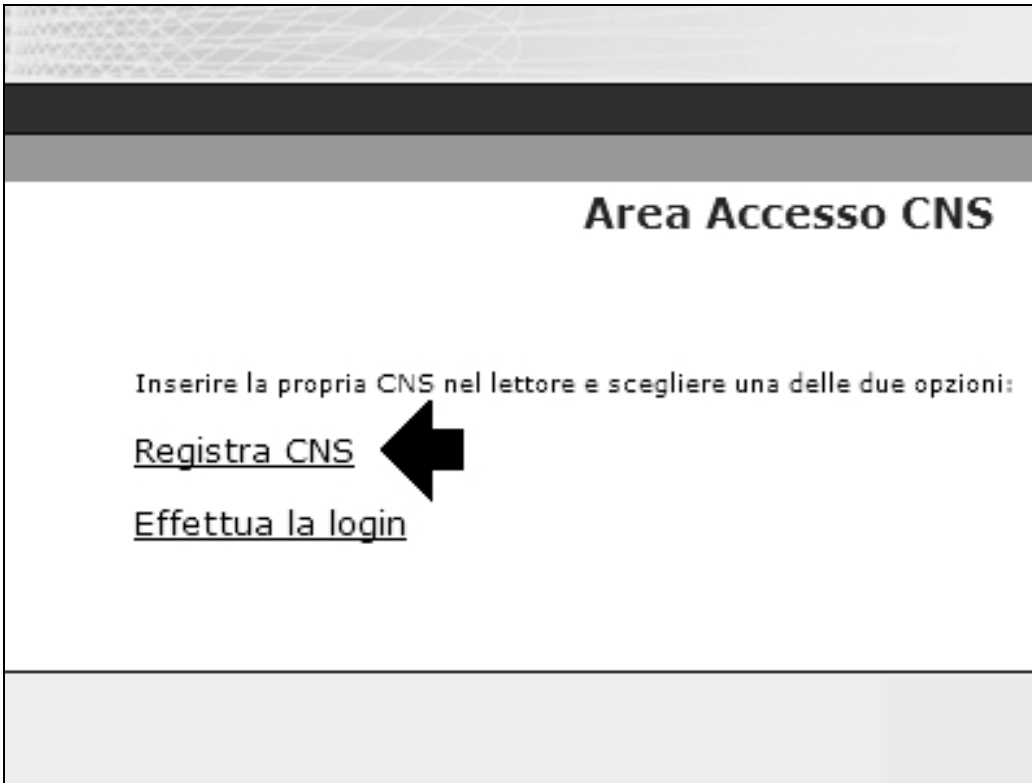 Area Accesso CNS
Inserire la propria CNS nel lettore e scegliere una delle due opzioni:
Registra CNS
Effettua la login